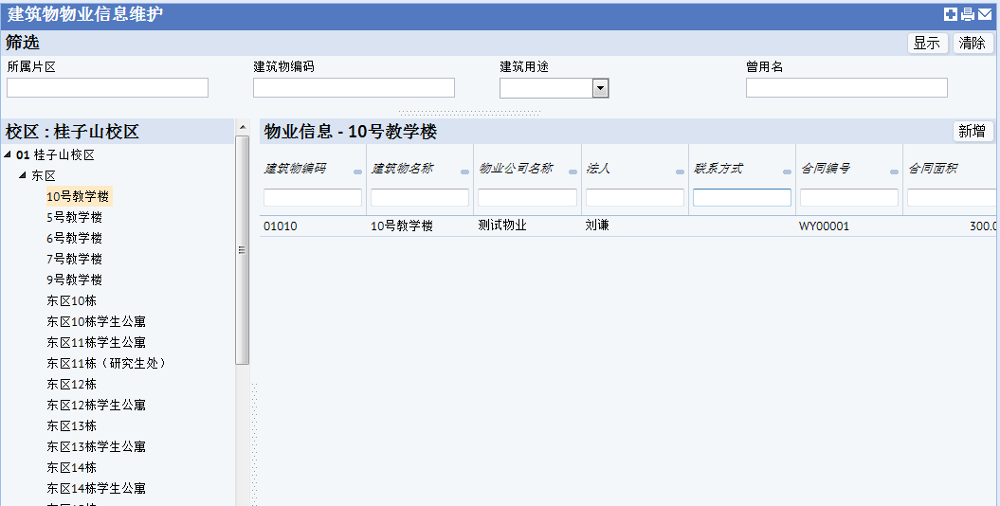 建筑物物业信息维护
筛选
显示 清除
所属片区 建筑物编码 建筑用途 曾用名
校区 : 桂子山校区
01 桂子山校区
东区
10号教学楼
5号教学楼
6号教学楼
7号教学楼
9号教学楼
东区10栋
东区10栋学生公寓
东区11栋学生公寓
东区11栋（研究生处）
东区12栋
东区12栋学生公寓
东区13栋
东区13栋学生公寓
东区14栋
东区14栋学生公寓
物业信息 - 10号教学楼
新增
建筑物编码 建筑物名称 物业公司名称 法人 联系方式 合同编号 合同面积
01010 10号教学楼 测试物业 刘谦 WY00001 300.0